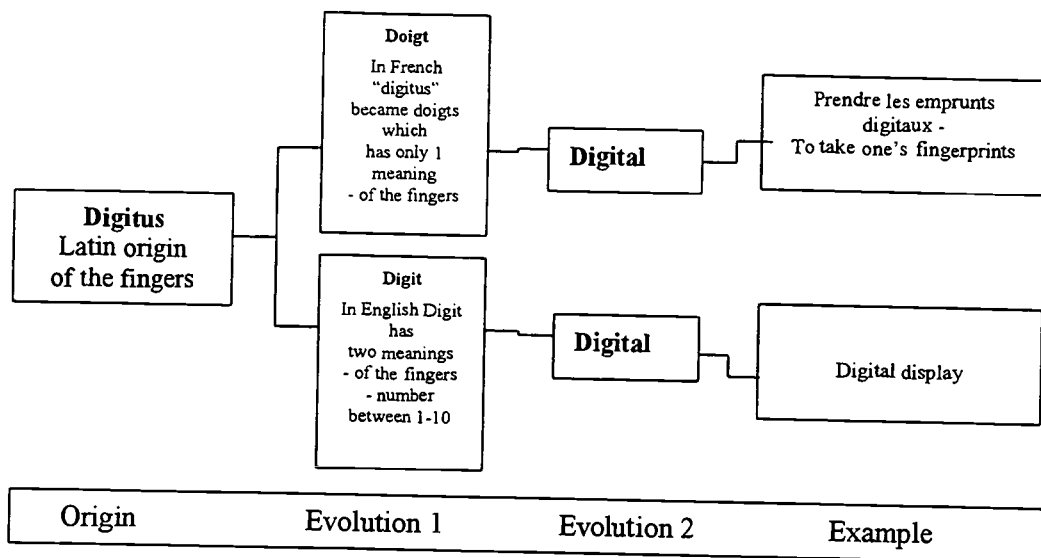 Digitus
Latin origin
of the fingers
Doigt
In French
"digitus"
became doigts
which
has only 1
meaning
- of the fingers
Digital
Prendre les emprunts
digitaux -
To take one's fingerprints
Digit
In English Digit
has
two meanings
- of the fingers
- number
between 1-10
Digital
Digital display
Origin
Evolution 1
Evolution 2
Example